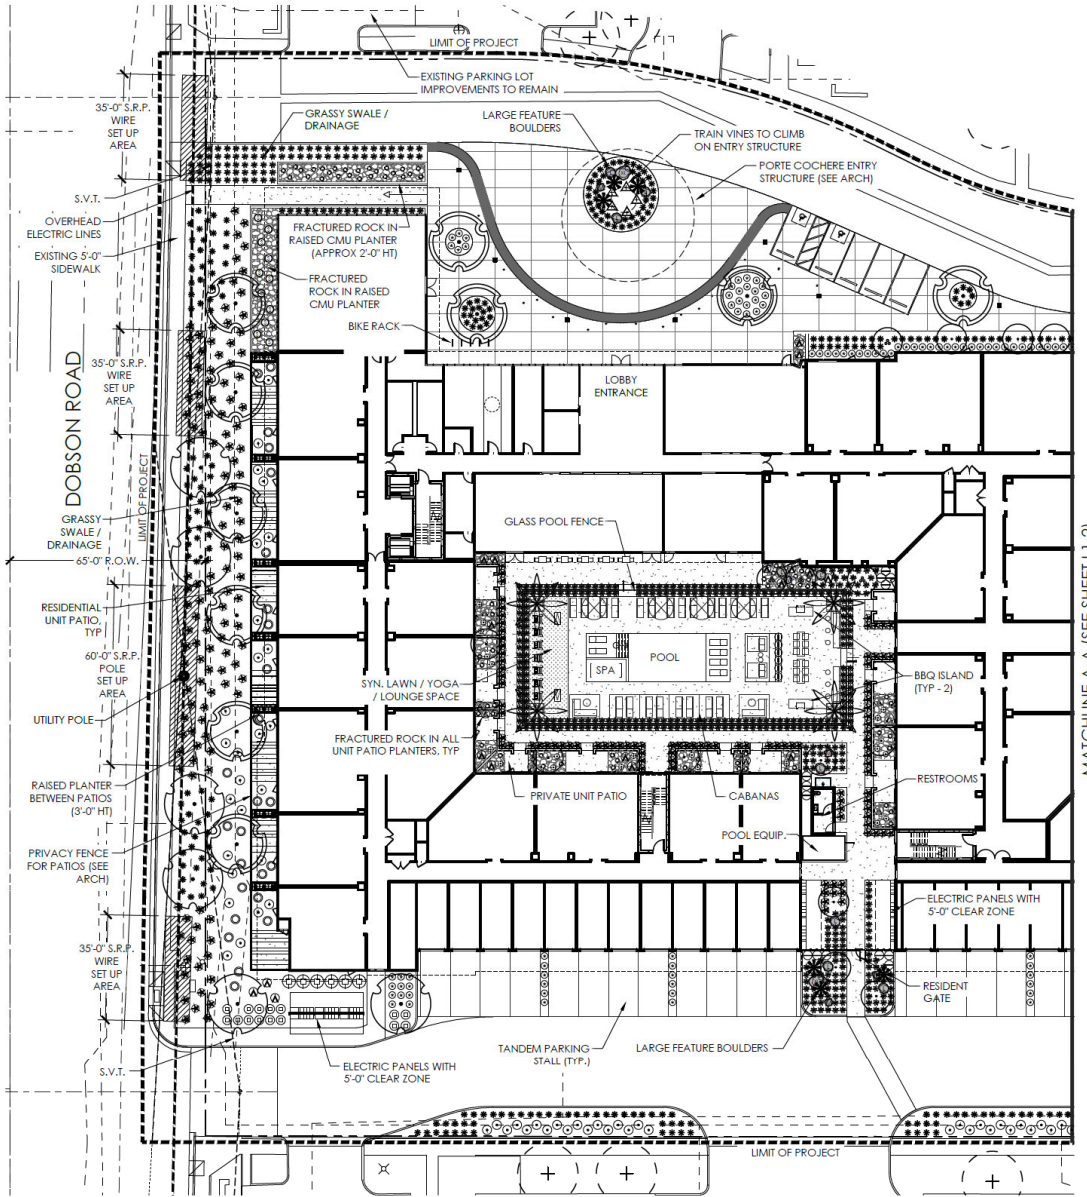 LIMIT OF PROJECT
EXISTING PARKING LOT
IMPROVEMENTS TO REMAIN
35'-0" S.R.P.
WIRE
SET UP
AREA
GRASSY SWALE /
DRAINAGE
LARGE FEATURE
BOULDERS
TRAIN VINES TO CLIMB
ON ENTRY STRUCTURE
PORTE COCHERE ENTRY
STRUCTURE (SEE ARCH)
S.V.T.
OVERHEAD
ELECTRIC LINES
EXISTING 5'-0"
SIDEWALK
FRACTURED ROCK IN
RAISED CMU PLANTER
(APPROX 2'-0" HT)
FRACTURED
ROCK IN RAISED
CMU PLANTER
BIKE RACK
35'-0" S.R.P.
WIRE
SET UP
AREA
LOBBY
ENTRANCE
DOBSON ROAD
LIMIT OF PROJECT
GRASSY
SWALE /
DRAINAGE
65'-0" R.O.W.
GLASS POOL FENCE
RESIDENTIAL
UNIT PATIO,
TYP
60'-0" S.R.P.
POLE
SET UP
AREA
UTILITY POLE
SPA
POOL
SYN. LAWN / YOGA
/ LOUNGE SPACE
BBQ ISLAND
(TYP - 2)
FRACTURED ROCK IN ALL
UNIT PATIO PLANTERS, TYP
MATCHLINE A-A (SEE SHEET L1.2)
RAISED PLANTER
BETWEEN PATIOS
(3'-0" HT)
PRIVATE UNIT PATIO
CABANAS
RESTROOMS
POOL EQUIP.
PRIVACY FENCE
FOR PATIOS (SEE
ARCH)
ELECTRIC PANELS WITH
5'-0" CLEAR ZONE
35'-0" S.R.P.
WIRE
SET UP
AREA
RESIDENT
GATE
S.V.T.
ELECTRIC PANELS WITH
5'-0" CLEAR ZONE
TANDEM PARKING
STALL (TYP.)
LARGE FEATURE BOULDERS
LIMIT OF PROJECT